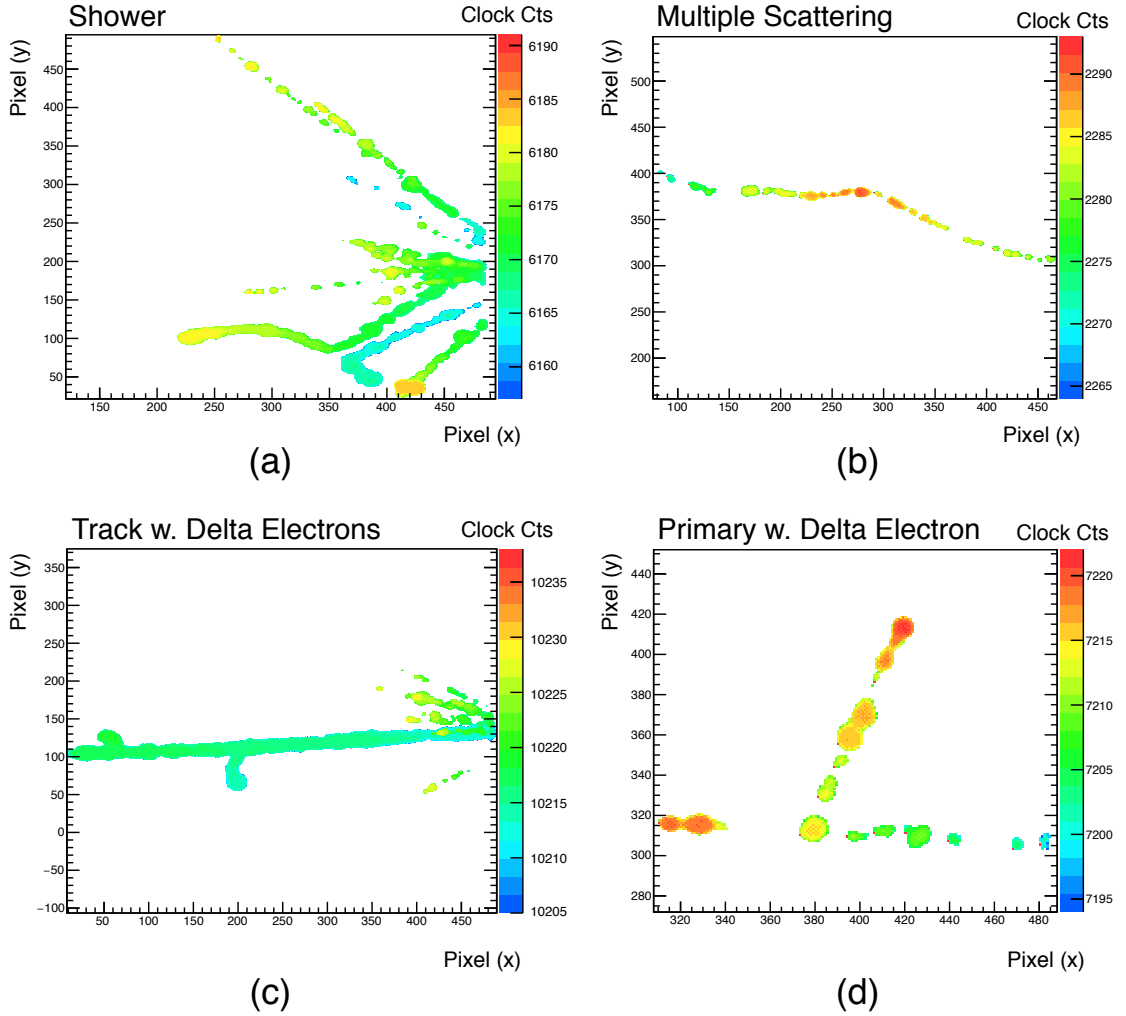 Shower
Clock Cts
Pixel (y)
450
400
350
300
250
200
150
100
50
150 200 250 300 350 400 450
6190
6185
6180
6175
6170
6165
6160
Pixel (x)
(a)
Multiple Scattering
Clock Cts
Pixel (y)
500
450
400
350
300
250
200
100 150 200 250 300 350 400 450
2290
2285
2280
2275
2270
2265
Pixel (x)
(b)
Track w. Delta Electrons
Clock Cts
Pixel (y)
350
300
250
200
150
100
50
0
−50
−100
50 100 150 200 250 300 350 400 450
10235
10230
10220
10215
10210
10205
Pixel (x)
(c)
Primary w. Delta Electron
Clock Cts
Pixel (y)
440
420
400
380
360
340
320
300
280
320 340 360 380 400 420 440 460 480
7220
7215
7210
7205
7200
7195
Pixel (x)
(d)